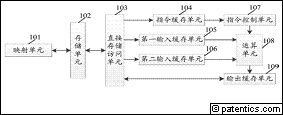 101
映射单元
102
存储单元
103
直接存储访问单元
104
指令缓存单元
107
指令控制单元
105
第一输入缓存单元
106
第二输入缓存单元
108
运算单元
109
输出缓存单元
@ patentics.com